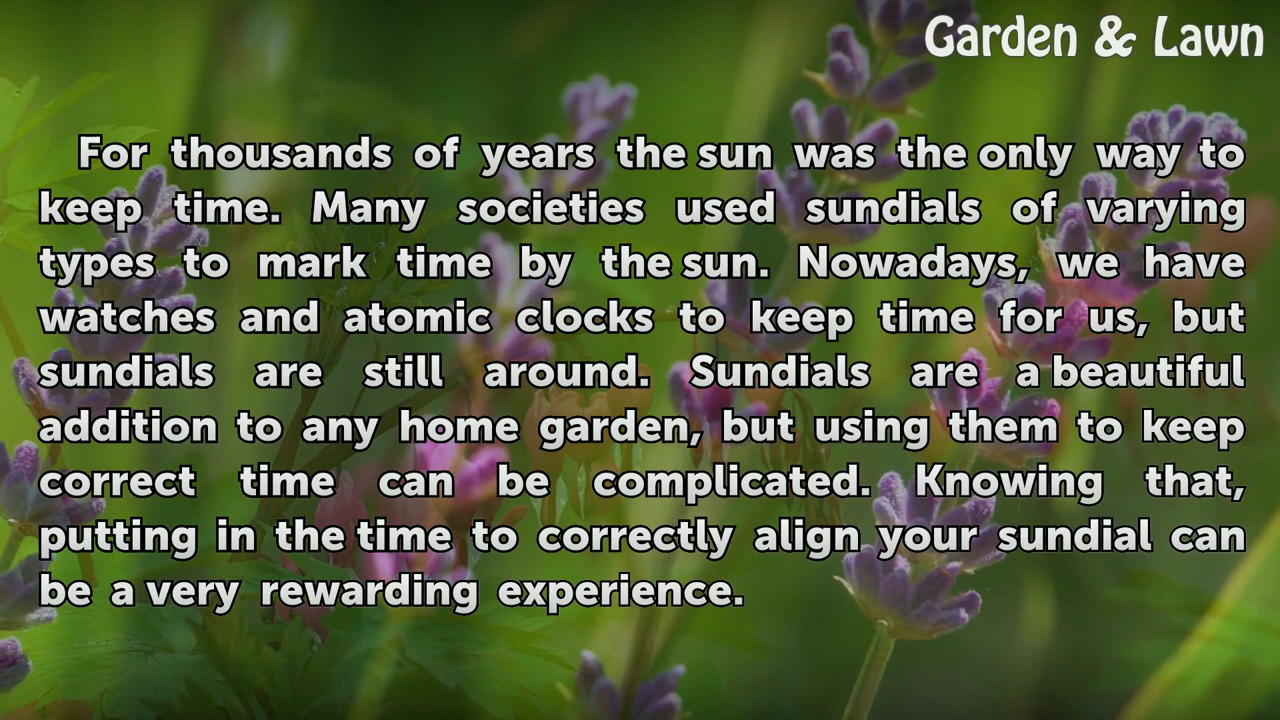 Garden & Lawn
For thousands of years the sun was the only way to
keep time. Many societies used sundials of varying
types to mark time by the sun. Nowadays, we have
watches and atomic clocks to keep time for us, but
sundials are still around. Sundials are a beautiful
addition to any home garden, but using them to keep
correct time can be complicated. Knowing that,
putting in the time to correctly align your sundial can
be a very rewarding experience.